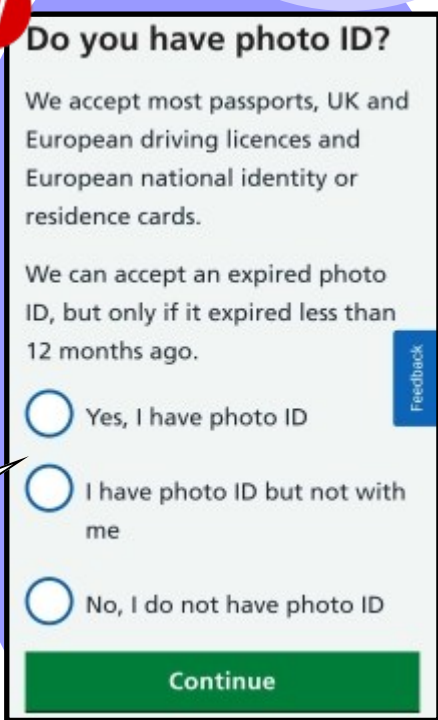 Do you have photo ID?
We accept most passports, UK and
European driving licences and
European national identity or
residence cards.
We can accept an expired photo
ID, but only if it expired less than
12 months ago.
Feedback
Yes, I have photo ID
I have photo ID but not with
me
No, I do not have photo ID
Continue